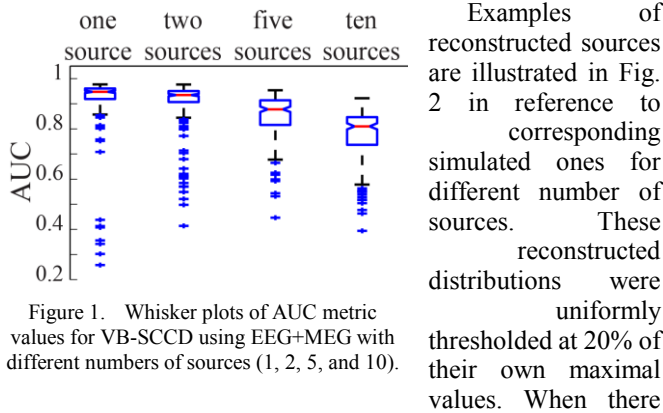 one two five ten
source sources sources sources
1
0.8
0.6
0.4
0.2
AUC
Figure 1. Whisker plots of AUC metric
values for VB-SCCD using EEG+MEG with
different numbers of sources (1, 2, 5, and 10).
Examples of
reconstructed sources
are illustrated in Fig.
2 in reference to
corresponding
simulated ones for
different number of
sources. These
reconstructed
distributions were
uniformly
thresholded at 20% of
their own maximal
values. When there